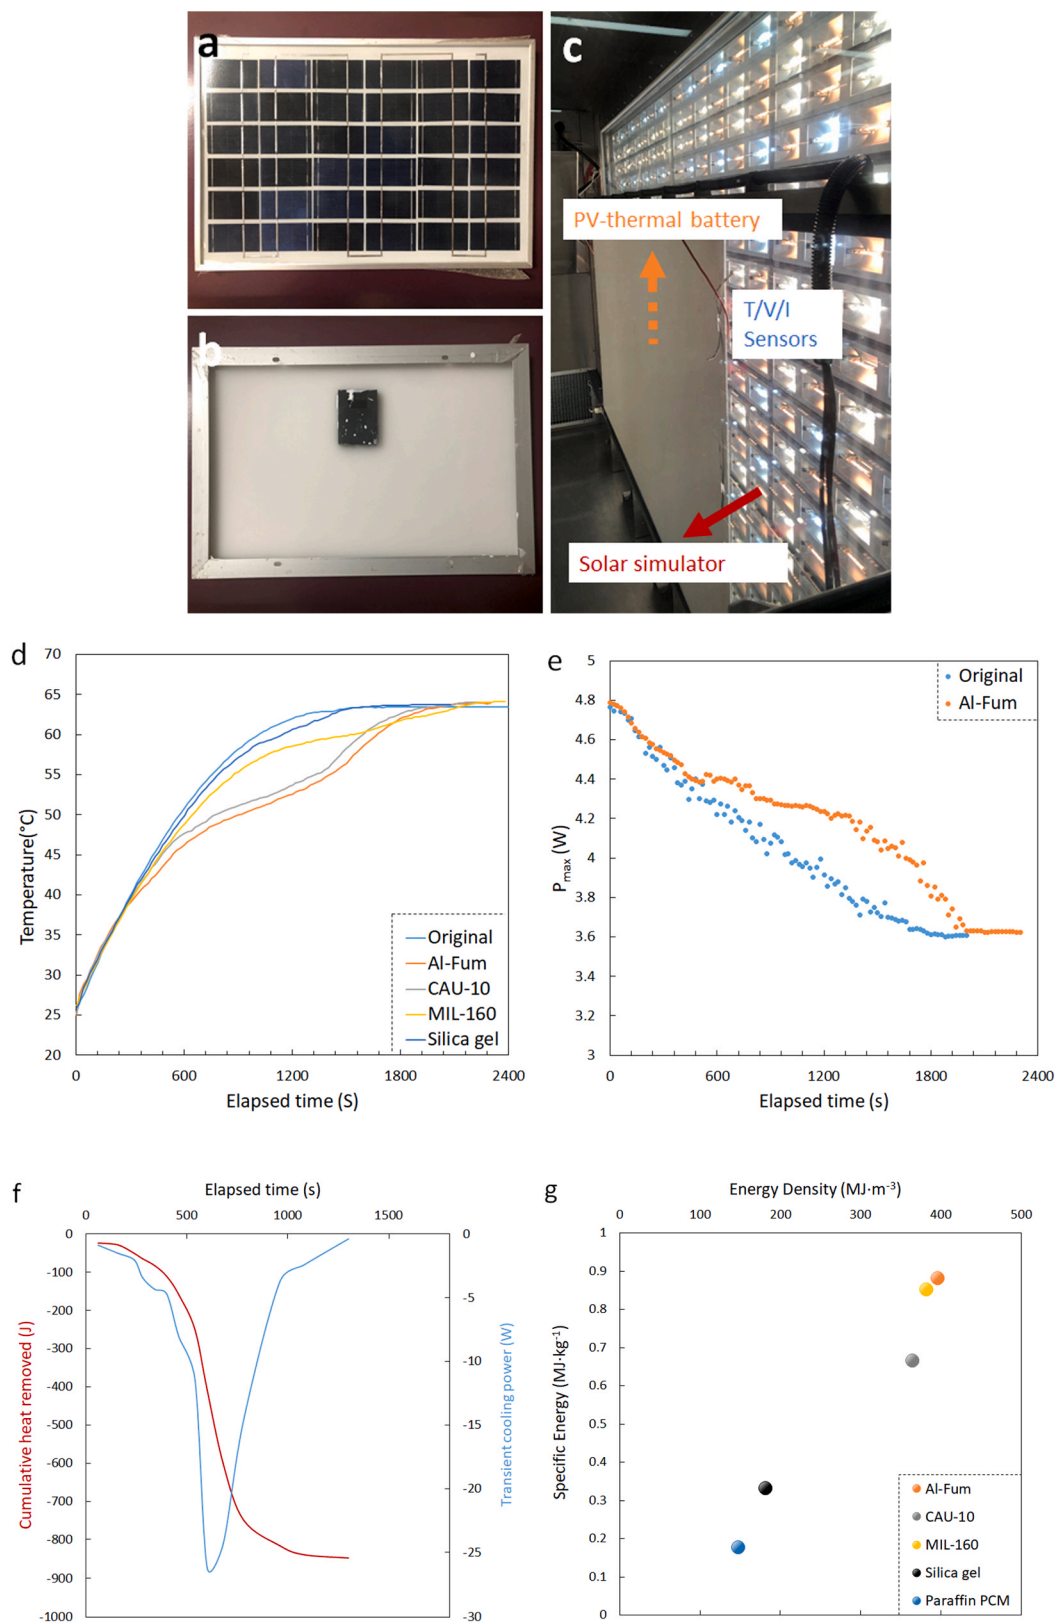 a
c
PV-thermal battery
T/V/I
Sensors
b
Solar simulator
d
70
65
60
55
50
45
40
35
30
25
20
Temperature(°C)
Original
Al-Fum
CAU-10
MIL-160
Silica gel
0
600
1200
1800
2400
Elapsed time (S)
e
5
4.8
4.6
4.4
4.2
4
3.8
3.6
3.4
3.2
3
Pmax (W)
Original
Al-Fum
0
600
1200
1800
2400
Elapsed time (s)
f
Elapsed time (s)
0
500
1000
1500
0
-100
-200
-300
-400
-500
-600
-700
-800
-900
-1000
Cumulative heat removed (J)
0
-5
-10
-15
-20
-25
-30
Transient cooling power (W)
g
Energy Density (MJ·m⁻³)
0
100
200
300
400
500
1
0.9
0.8
0.7
0.6
0.5
0.4
0.3
0.2
0.1
0
Specific Energy (MJ·kg⁻¹)
Al-Fum
CAU-10
MIL-160
Silica gel
Paraffin PCM